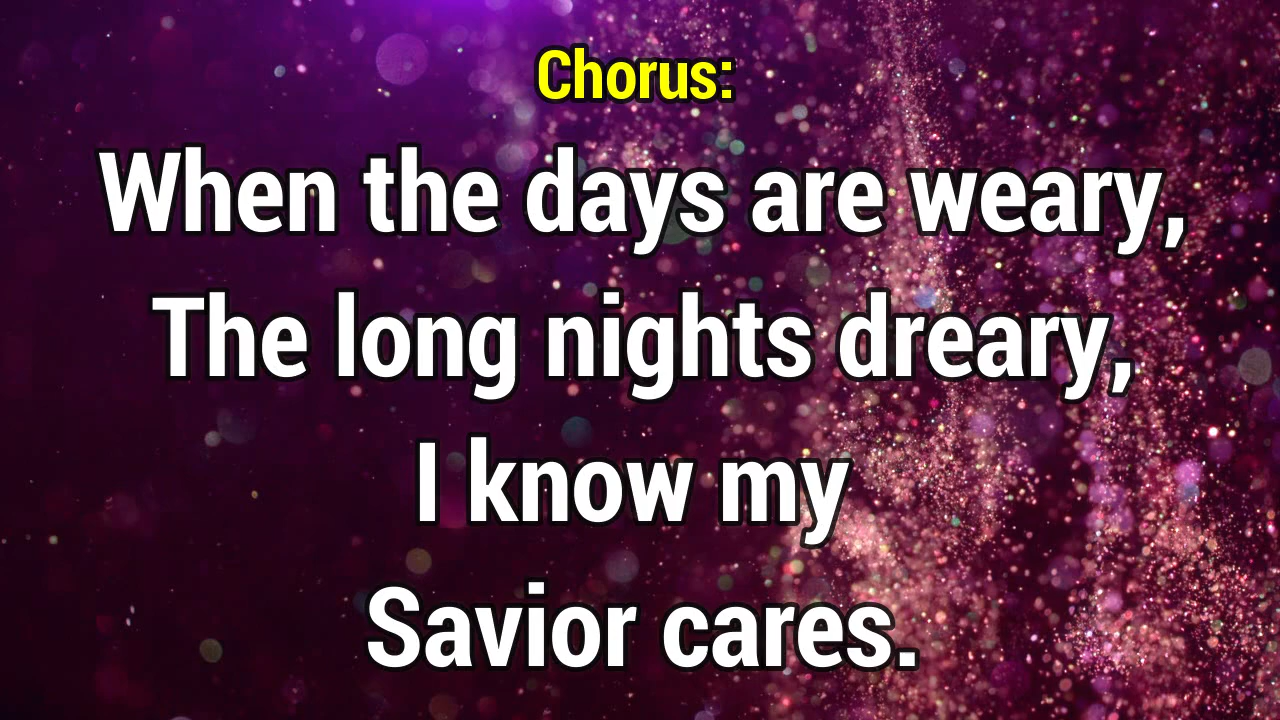 Chorus:
When the days are weary,
The long nights dreary,
I know my
Savior cares.